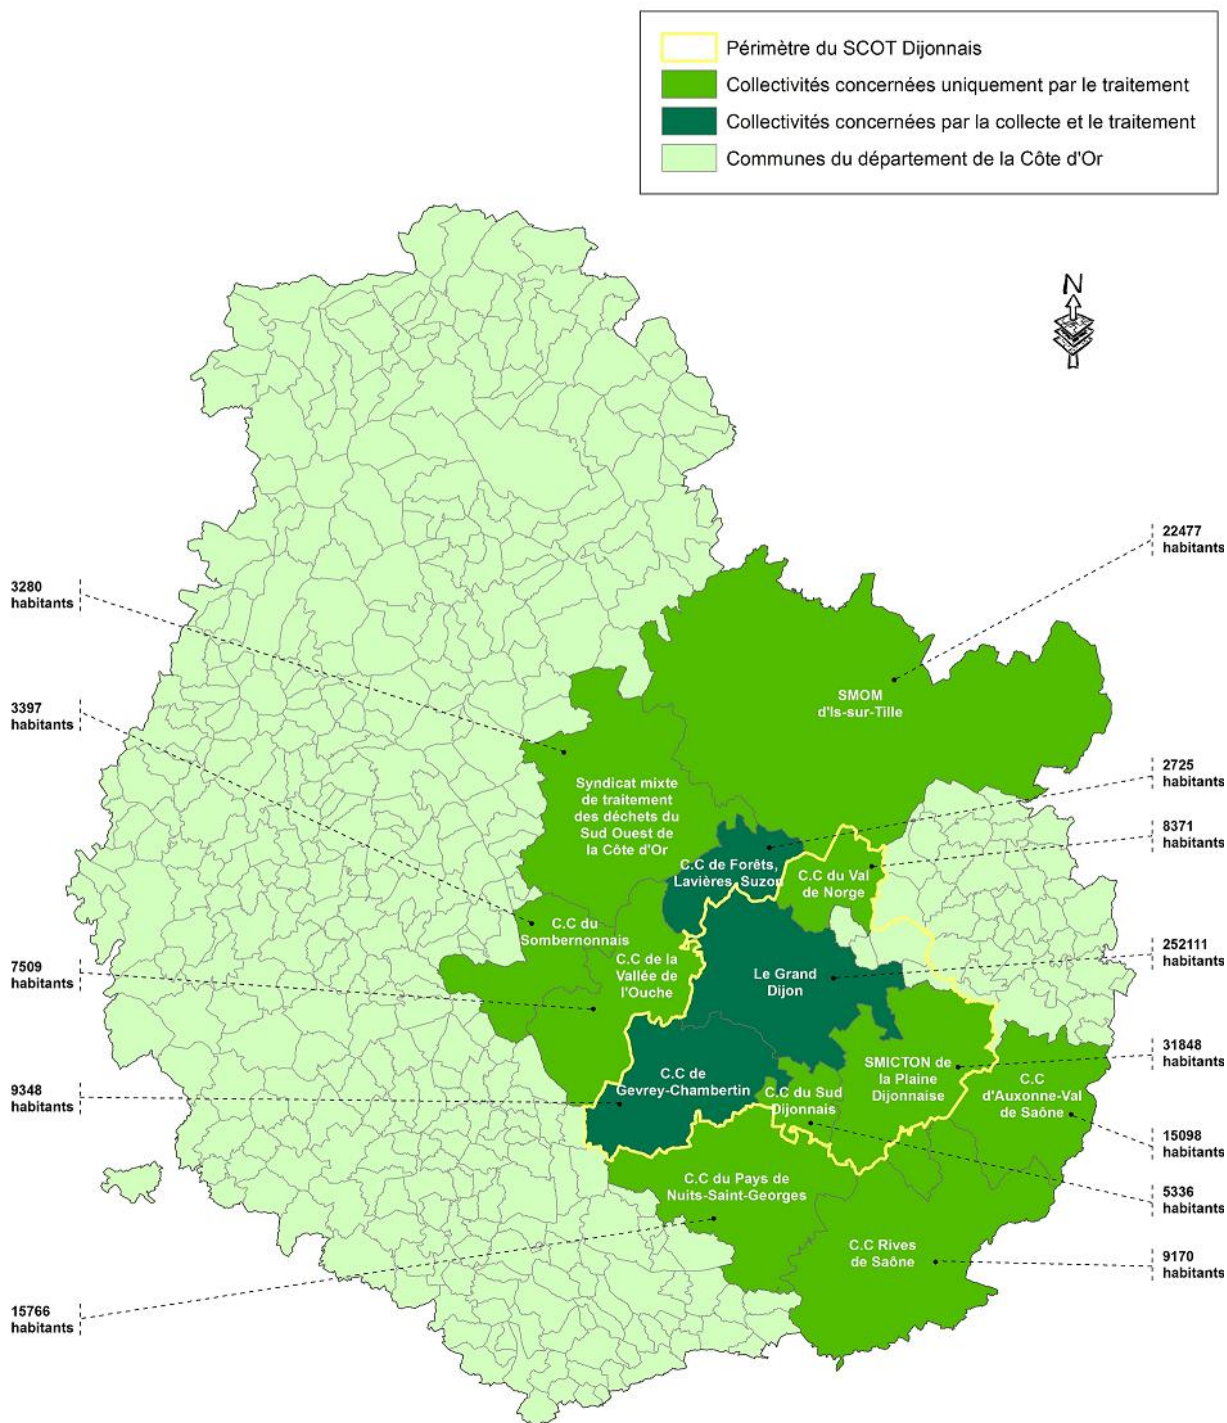 Périmètre du SCOT Dijonnais
Collectivités concernées uniquement par le traitement
Collectivités concernées par la collecte et le traitement
Communes du département de la Côte d'Or
N
22477
habitants
3280
habitants
SMOM
d'Is-sur-Tille
3397
habitants
2725
habitants
Syndicat mixte
de traitement
des déchets du
Sud Ouest de
la Côte d'Or
8371
habitants
C.C de Forêts,
Lavières, Suzon
C.C du Val
de Norge
C.C du
Sombernonnais
252111
habitants
7509
habitants
C.C de la
Vallée de
l'Ouche
Le Grand
Dijon
31848
habitants
9348
habitants
C.C de
Gevrey-Chambertin
SMICTON de
la Plaine
Dijonnaise
C.C du Sud
Dijonnais
C.C
d'Auxonne-Val
de Saône
15098
habitants
C.C du Pays de
Nuits-Saint-Georges
5336
habitants
C.C Rives
de Saône
9170
habitants
15766
habitants